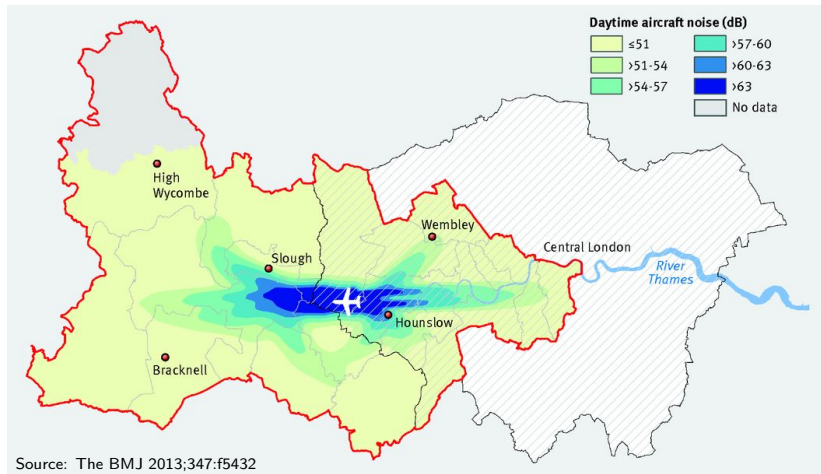 Daytime aircraft noise (dB)
≤51
>51-54
>54-57
>57-60
>60-63
>63
No data
High
Wycombe
Wembley
Central London
Slough
River
Thames
Hounslow
Bracknell
Source: The BMJ 2013;347:f5432